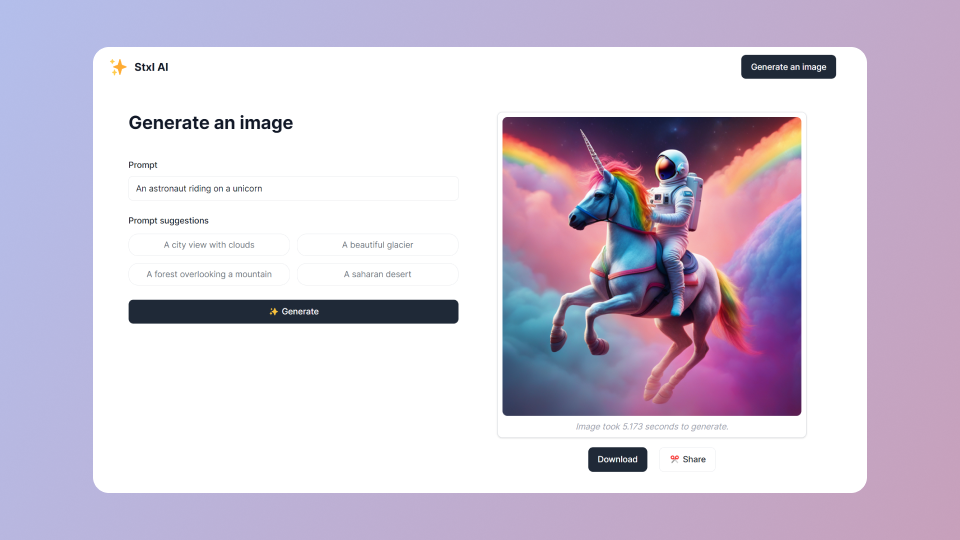 Stxl AI
Generate an image
Generate an image
Prompt
An astronaut riding on a unicorn
Prompt suggestions
A city view with clouds
A beautiful glacier
A forest overlooking a mountain
A saharan desert
✨ Generate
Image took 5.173 seconds to generate.
Download
Share